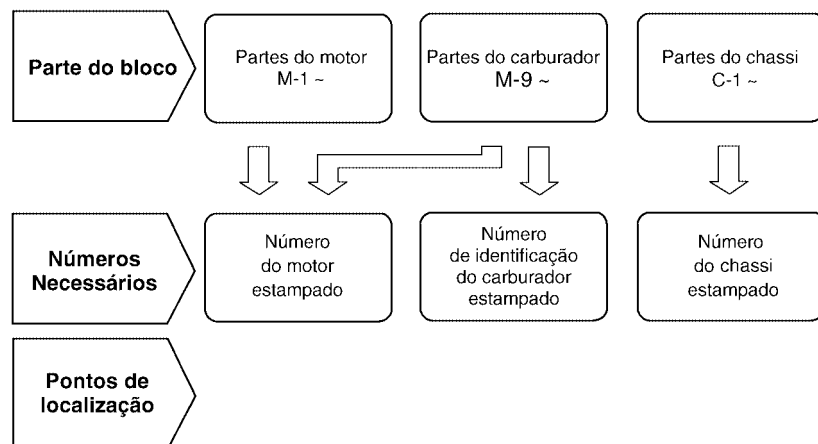 Parte do bloco
Partes do motor
M-1 ~
Partes do carburador
M-9 ~
Partes do chassi
C-1 ~
Números
Necessários
Número
do motor
estampado
Número
de identificação
do carburador
estampado
Número
do chassi
estampado
Pontos de
localização